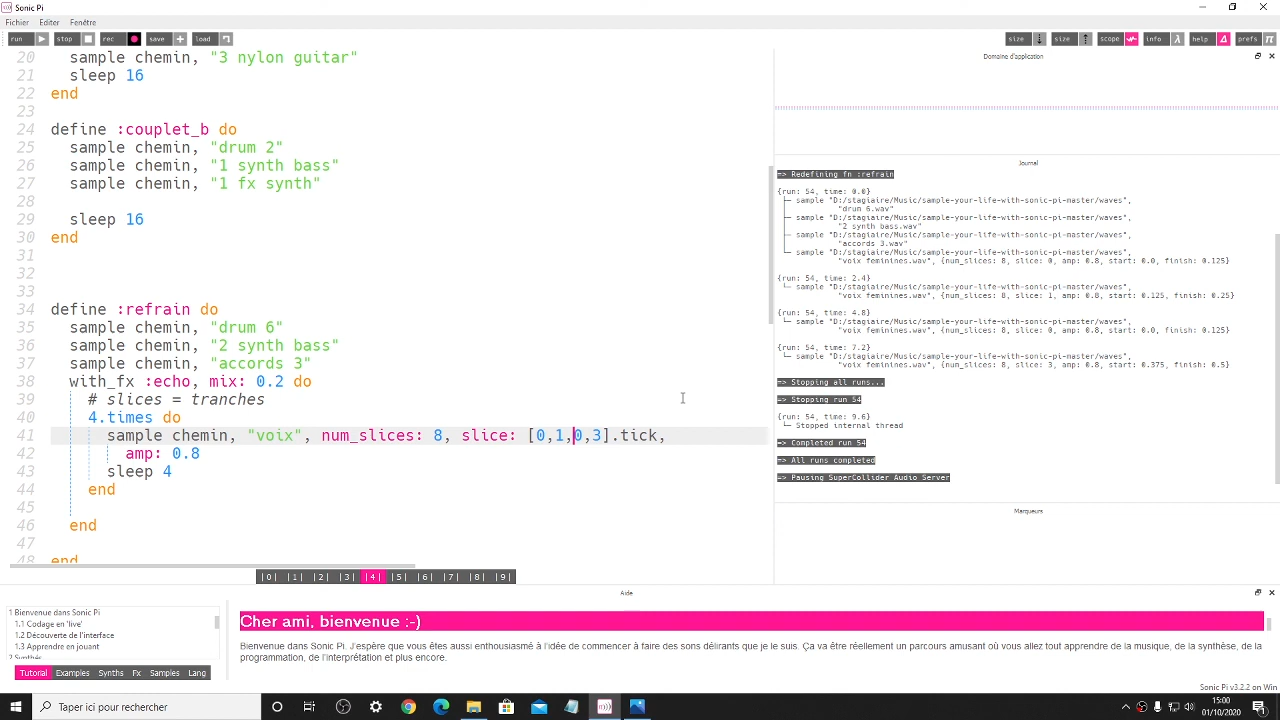 Sonic Pi
Fichier Editer Fenêtre
run stop rec save load size size scope info help prefs
20 sample chemin, "3 nylon guitar"
21 sleep 16
22 end
23
24 define :couplet_b do
25 sample chemin, "drum 2"
26 sample chemin, "1 synth bass"
27 sample chemin, "1 fx synth"
28
29 sleep 16
30 end
31
32
33
34 define :refrain do
35 sample chemin, "drum 6"
36 sample chemin, "2 synth bass"
37 sample chemin, "accords 3"
38 with_fx :echo, mix: 0.2 do
39 # slices = tranches
40 4.times do
41 sample chemin, "voix", num_slices: 8, slice: [0,1,0,3].tick,
42 amp: 0.8
43 sleep 4
44 end
45
46 end
47
48 end
|0| |1| |2| |3| |4| |5| |6| |7| |8| |9|
Domaine d'application
Journal
=> Redefining fn :refrain
{run: 54, time: 0.0}
├─ sample "D:/stagiaire/Music/sample-your-life-with-sonic-pi-master/waves",
"drum 6.wav"
├─ sample "D:/stagiaire/Music/sample-your-life-with-sonic-pi-master/waves",
"2 synth bass.wav"
├─ sample "D:/stagiaire/Music/sample-your-life-with-sonic-pi-master/waves",
"accords 3.wav"
└─ sample "D:/stagiaire/Music/sample-your-life-with-sonic-pi-master/waves",
"voix feminines.wav", {num_slices: 8, slice: 0, amp: 0.8, start: 0.0, finish: 0.125}
{run: 54, time: 2.4}
└─ sample "D:/stagiaire/Music/sample-your-life-with-sonic-pi-master/waves",
"voix feminines.wav", {num_slices: 8, slice: 1, amp: 0.8, start: 0.125, finish: 0.25}
{run: 54, time: 4.8}
└─ sample "D:/stagiaire/Music/sample-your-life-with-sonic-pi-master/waves",
"voix feminines.wav", {num_slices: 8, slice: 0, amp: 0.8, start: 0.0, finish: 0.125}
{run: 54, time: 7.2}
└─ sample "D:/stagiaire/Music/sample-your-life-with-sonic-pi-master/waves",
"voix feminines.wav", {num_slices: 8, slice: 3, amp: 0.8, start: 0.375, finish: 0.5}
=> Stopping all runs...
=> Stopping run 54
{run: 54, time: 9.6}
└─ Stopped internal thread
=> Completed run 54
=> All runs completed
=> Pausing SuperCollider Audio Server
Marqueurs
Aide
1 Bienvenue dans Sonic Pi
1.1 Codage en 'live'
1.2 Découverte de l'interface
1.3 Apprendre en jouant
2 Synthés
Tutorial Examples Synths Fx Samples Lang
Cher ami, bienvenue :-)
Bienvenue dans Sonic Pi. J'espère que vous êtes aussi enthousiasmé à l'idée de commencer à faire des sons délirants que je le suis. Ça va être réellement un parcours amusant où vous allez tout apprendre de la musique, de la synthèse, de la
programmation, de l'interprétation et plus encore.
Sonic Pi v3.2.2 on Win
Taper ici pour rechercher
15:00
01/10/2020